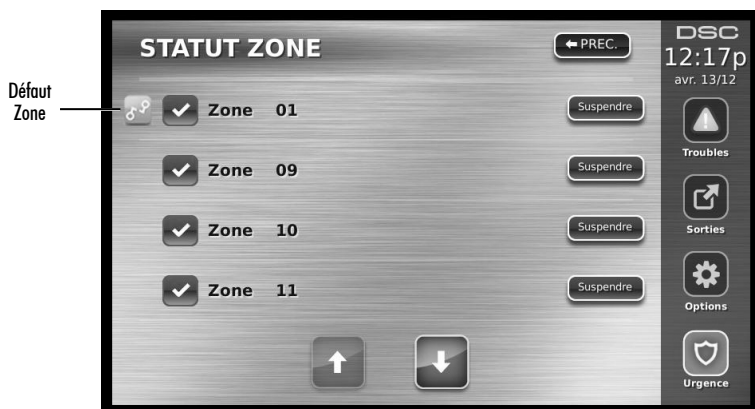 Défaut
Zone
STATUT ZONE
PREC.
Zone 01
Suspendre
Zone 09
Suspendre
Zone 10
Suspendre
Zone 11
Suspendre
DSC
12:17p
avr. 13/12
Troubles
Sorties
Options
Urgence